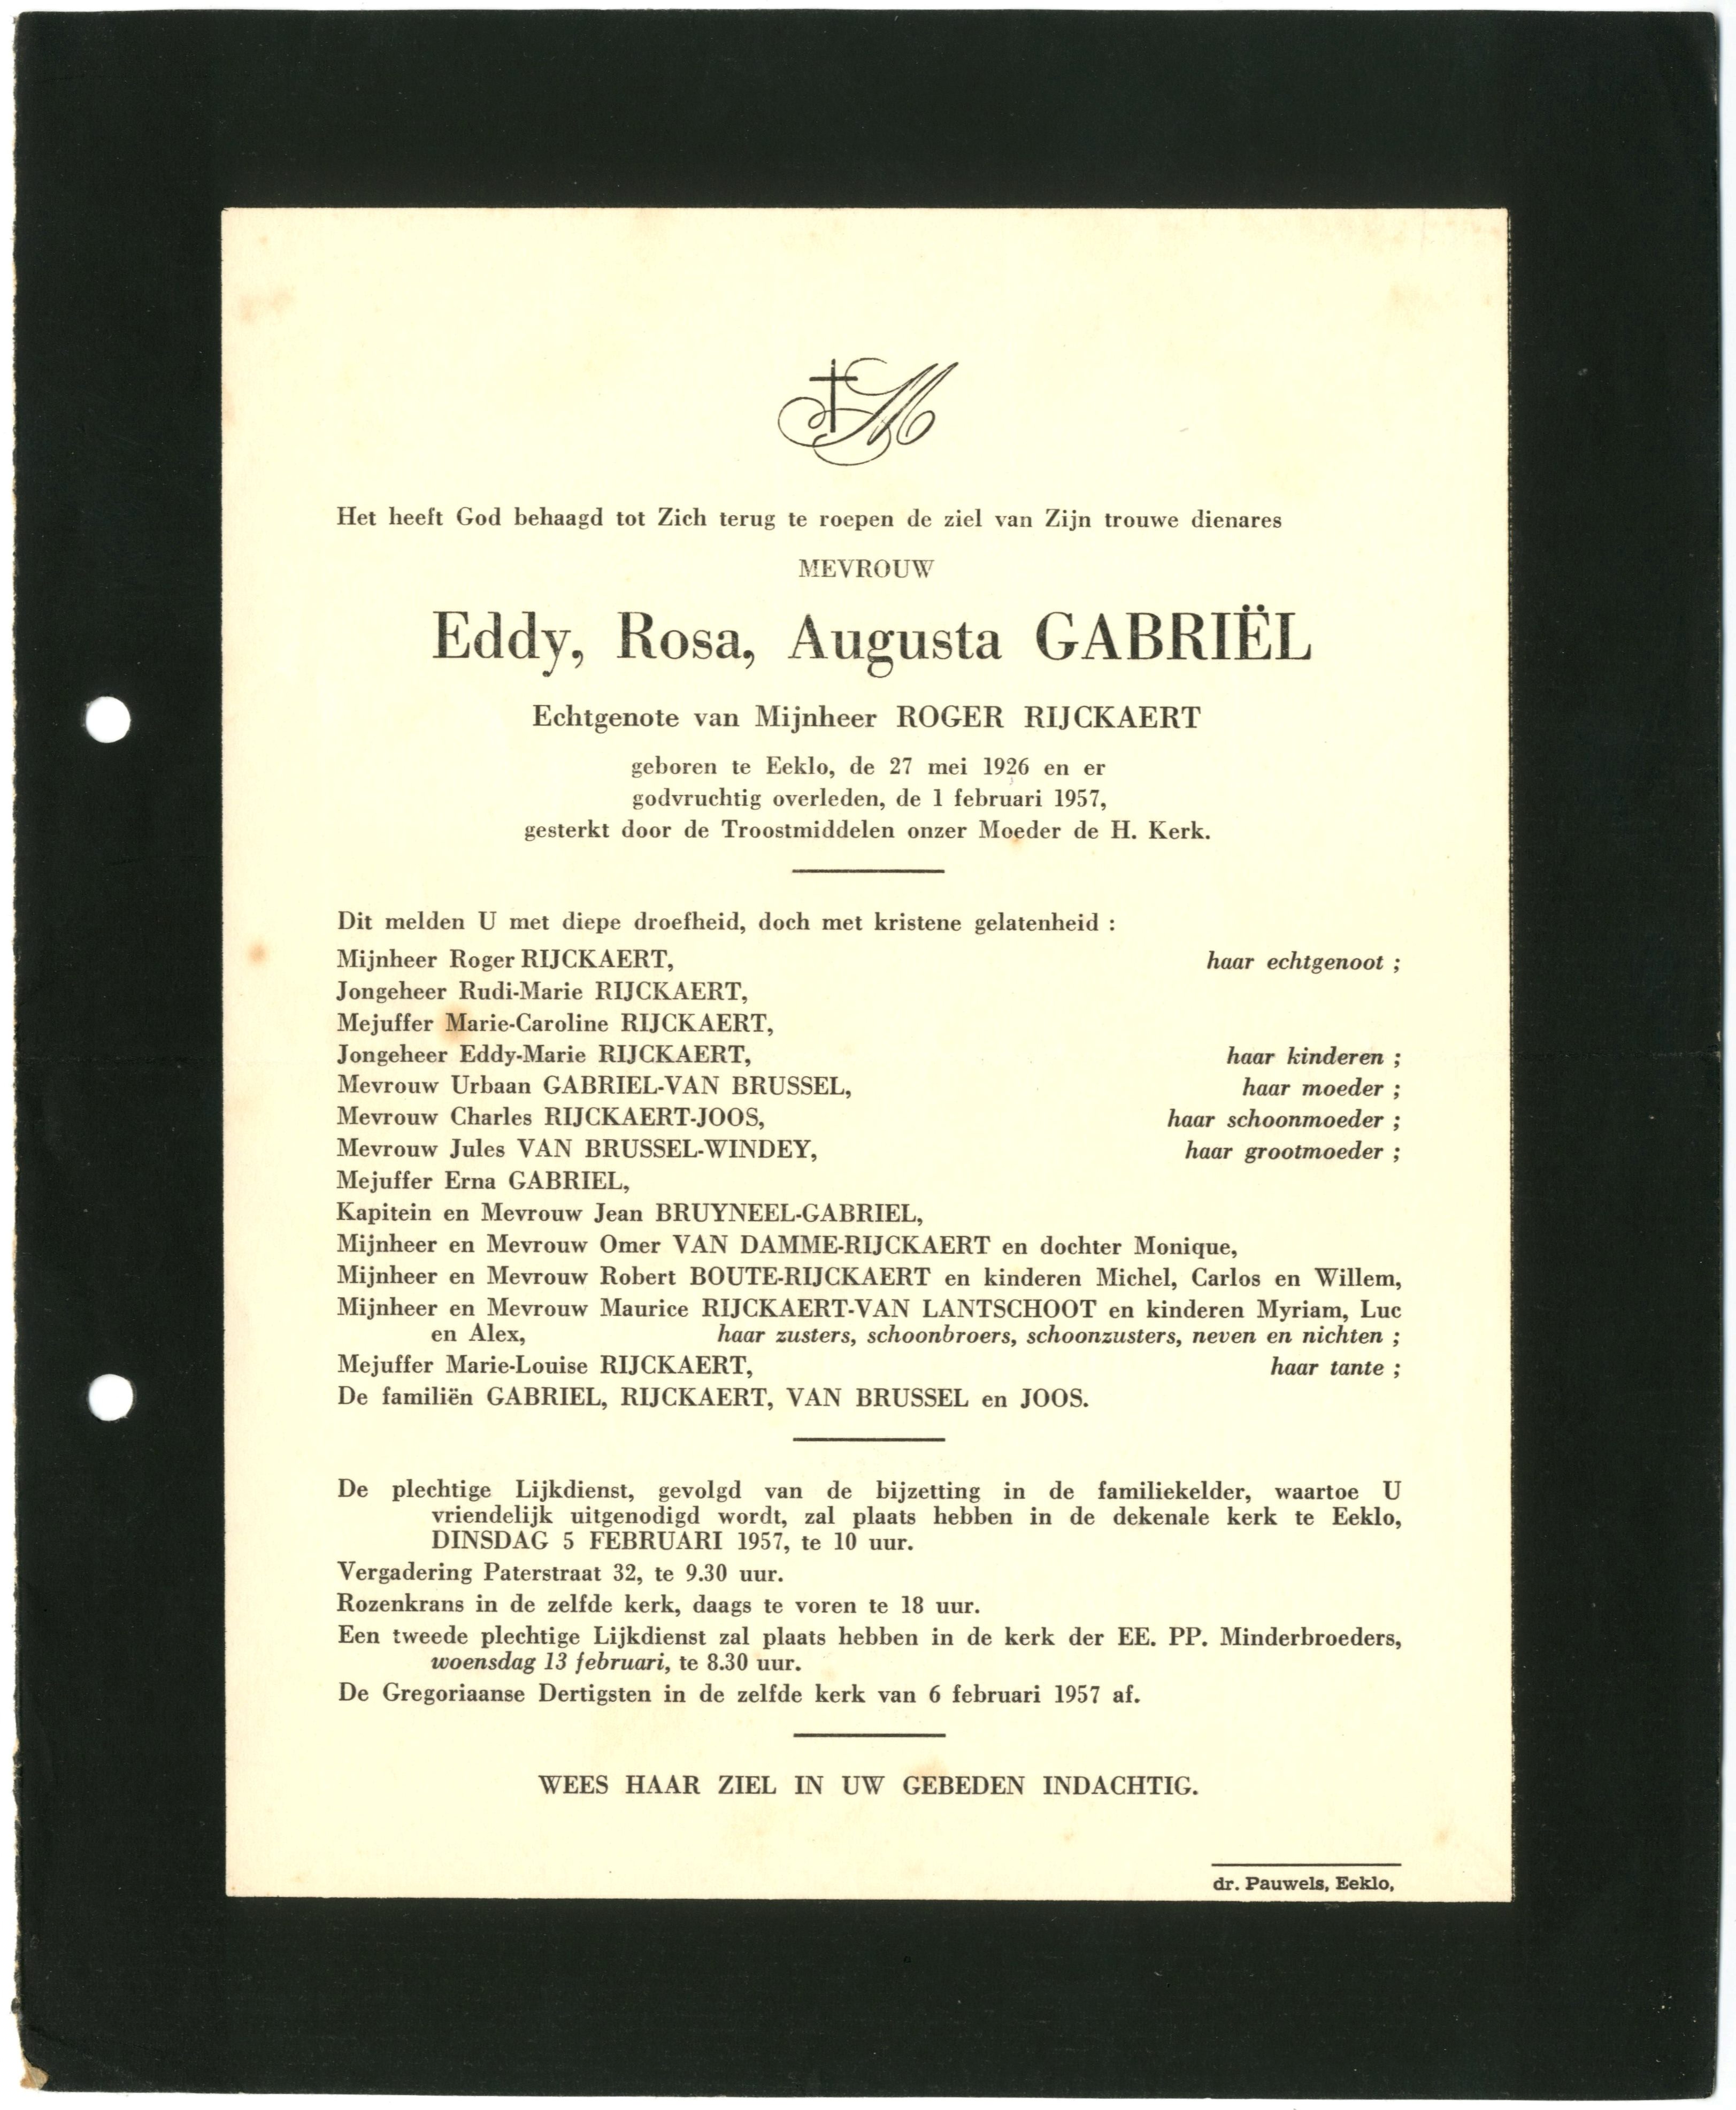 M
Het heeft God behaagd tot Zich terug te roepen de ziel van Zijn trouwe dienares
MEVROUW
Eddy, Rosa, Augusta GABRIËL
Echtgenote van Mijnheer ROGER RIJCKAERT
geboren te Eeklo, de 27 mei 1926 en er
godvruchtig overleden, de 1 februari 1957,
gesterkt door de Troostmiddelen onzer Moeder de H. Kerk.
Dit melden U met diepe droefheid, doch met kristene gelatenheid :
Mijnheer Roger RIJCKAERT, haar echtgenoot ;
Jongeheer Rudi-Marie RIJCKAERT,
Mejuffer Marie-Caroline RIJCKAERT,
Jongeheer Eddy-Marie RIJCKAERT, haar kinderen ;
Mevrouw Urbaan GABRIEL-VAN BRUSSEL, haar moeder ;
Mevrouw Charles RIJCKAERT-JOOS, haar schoonmoeder ;
Mevrouw Jules VAN BRUSSEL-WINDEY, haar grootmoeder ;
Mejuffer Erna GABRIEL,
Kapitein en Mevrouw Jean BRUYNEEL-GABRIEL,
Mijnheer en Mevrouw Omer VAN DAMME-RIJCKAERT en dochter Monique,
Mijnheer en Mevrouw Robert BOUTE-RIJCKAERT en kinderen Michel, Carlos en Willem,
Mijnheer en Mevrouw Maurice RIJCKAERT-VAN LANTSCHOOT en kinderen Myriam, Luc
en Alex, haar zusters, schoonbroers, schoonzusters, neven en nichten ;
Mejuffer Marie-Louise RIJCKAERT, haar tante ;
De familiën GABRIEL, RIJCKAERT, VAN BRUSSEL en JOOS.
De plechtige Lijkdienst, gevolgd van de bijzetting in de familiekelder, waartoe U
vriendelijk uitgenodigd wordt, zal plaats hebben in de dekenale kerk te Eeklo,
DINSDAG 5 FEBRUARI 1957, te 10 uur.
Vergadering Paterstraat 32, te 9.30 uur.
Rozenkrans in de zelfde kerk, daags te voren te 18 uur.
Een tweede plechtige Lijkdienst zal plaats hebben in de kerk der EE. PP. Minderbroeders,
woensdag 13 februari, te 8.30 uur.
De Gregoriaanse Dertigsten in de zelfde kerk van 6 februari 1957 af.
WEES HAAR ZIEL IN UW GEBEDEN INDACHTIG.
dr. Pauwels, Eeklo,